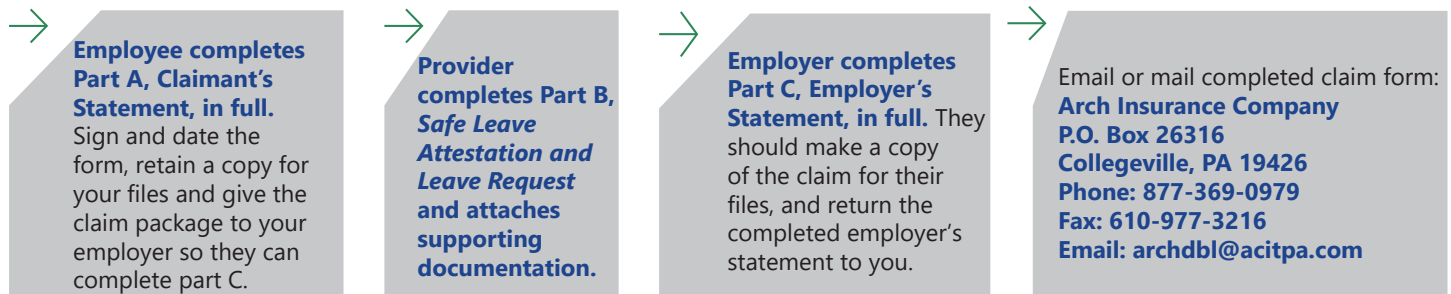 Employee completes
Part A, Claimant's
Statement, in full.
Sign and date the
form, retain a copy for
your files and give the
claim package to your
employer so they can
complete part C.
Provider
completes Part B,
Safe Leave
Attestation and
Leave Request
and attaches
supporting
documentation.
Employer completes
Part C, Employer's
Statement, in full. They
should make a copy
of the claim for their
files, and return the
completed employer's
statement to you.
Email or mail completed claim form:
Arch Insurance Company
P.O. Box 26316
Collegeville, PA 19426
Phone: 877-369-0979
Fax: 610-977-3216
Email: archdbl@acitpa.com